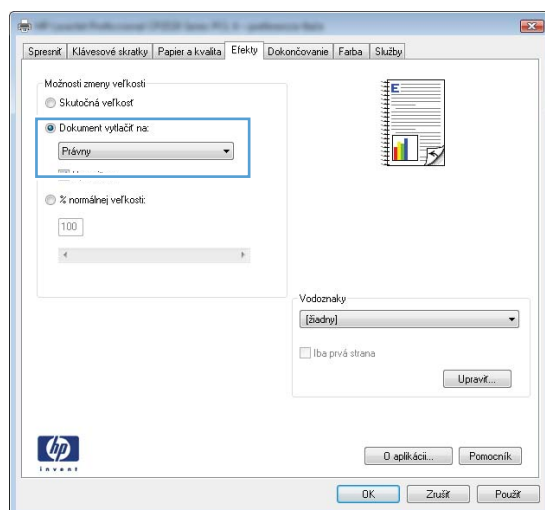 Spresniť Klávesové skratky Papier a kvalita Efekty Dokončovanie Farba Služby
Možnosti zmeny veľkosti
Skutočná veľkosť
Dokument vytlačiť na:
Právny
% normálnej veľkosti:
100
E
Vodoznaky
[žiadny]
Iba prvá strana
Upraviť...
hp
invent
O aplikácii... Pomocník
OK Zrušiť Použiť